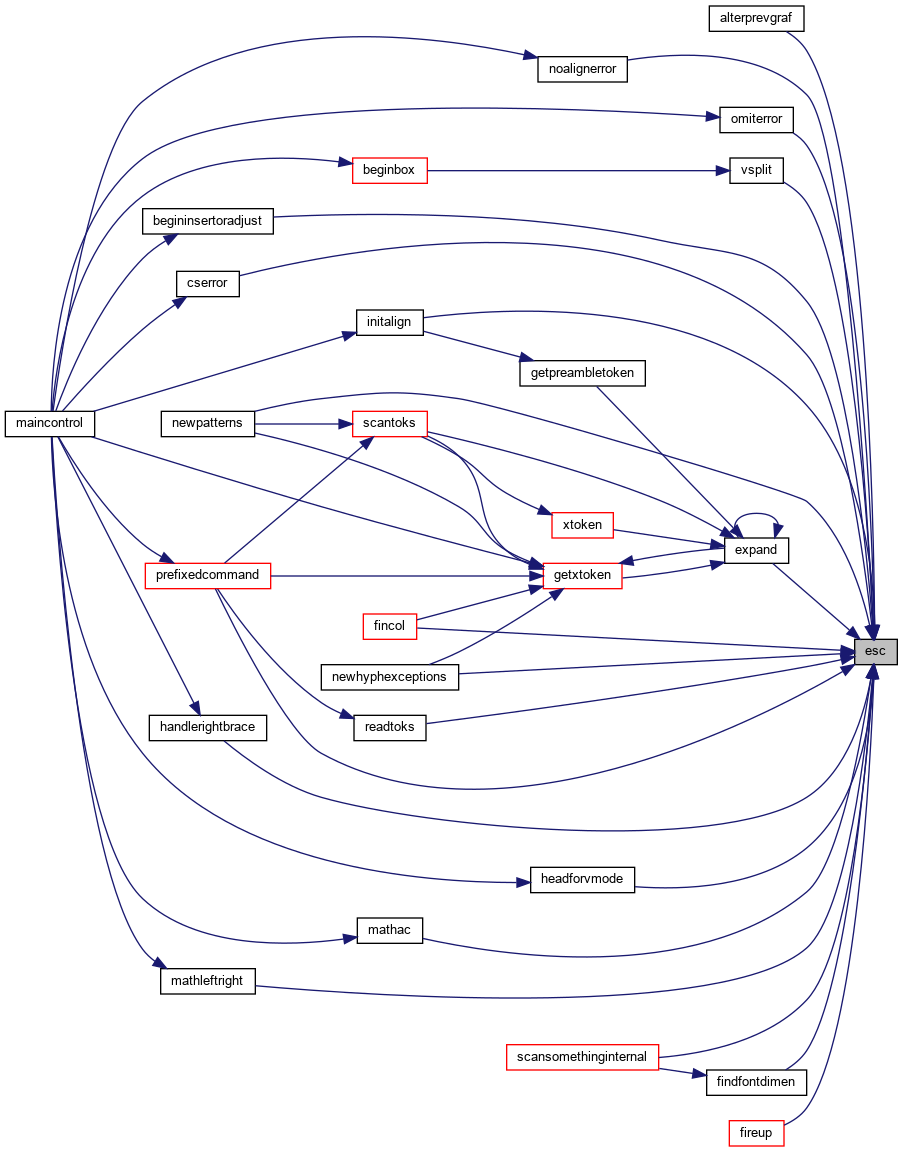 alterprevgraf
noalignerror
omiterror
beginbox
vsplit
begininsertoradjust
cserror
initalign
getpreambletoken
maincontrol
newpatterns
scantoks
xtoken
expand
prefixedcommand
getxtoken
fincol
esc
newhyphexceptions
handlerightbrace
readtoks
headforvmode
mathac
mathleftright
scansomethinginternal
findfontdimen
fireup